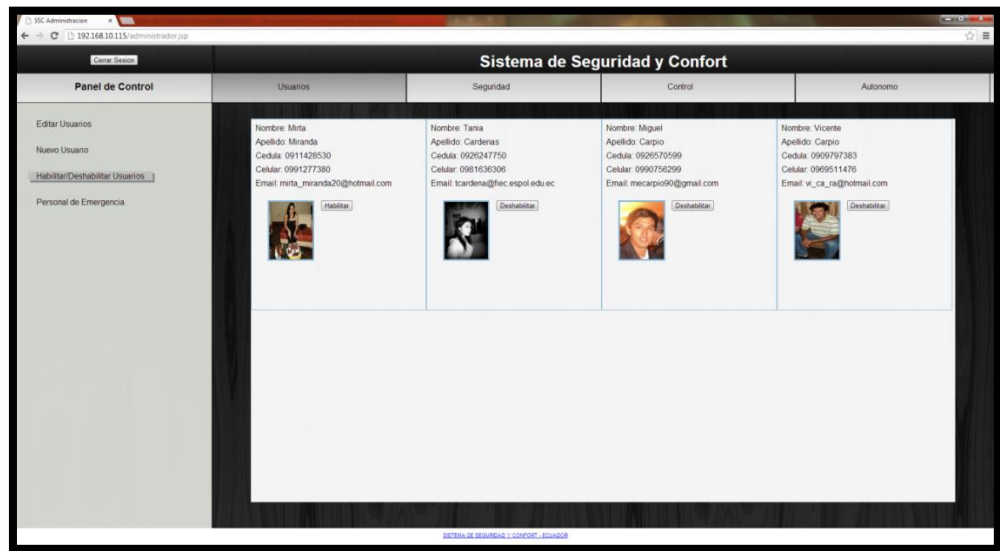 SSC Administracion
192.168.10.115/administrador.jsp
Cerrar Sesion
Sistema de Seguridad y Confort
Panel de Control
Usuarios
Seguridad
Control
Autonomo
Editar Usuarios
Nuevo Usuario
Habilitar/Deshabilitar Usuarios
Personal de Emergencia
Nombre: Mirta
Apellido: Miranda
Cedula: 0911428530
Celular: 0991277380
Email: mirta_miranda20@hotmail.com
Habilitar
Nombre: Tania
Apellido: Cardenas
Cedula: 0926247750
Celular: 0981636306
Email: tcardena@fiec.espol.edu.ec
Deshabilitar
Nombre: Miguel
Apellido: Carpio
Cedula: 0926570599
Celular: 0990756299
Email: mecarpio90@gmail.com
Deshabilitar
Nombre: Vicente
Apellido: Carpio
Cedula: 0909797383
Celular: 0969511476
Email: vi_ca_ra@hotmail.com
Deshabilitar
SISTEMA DE SEGURIDAD Y CONFORT - ECUADOR